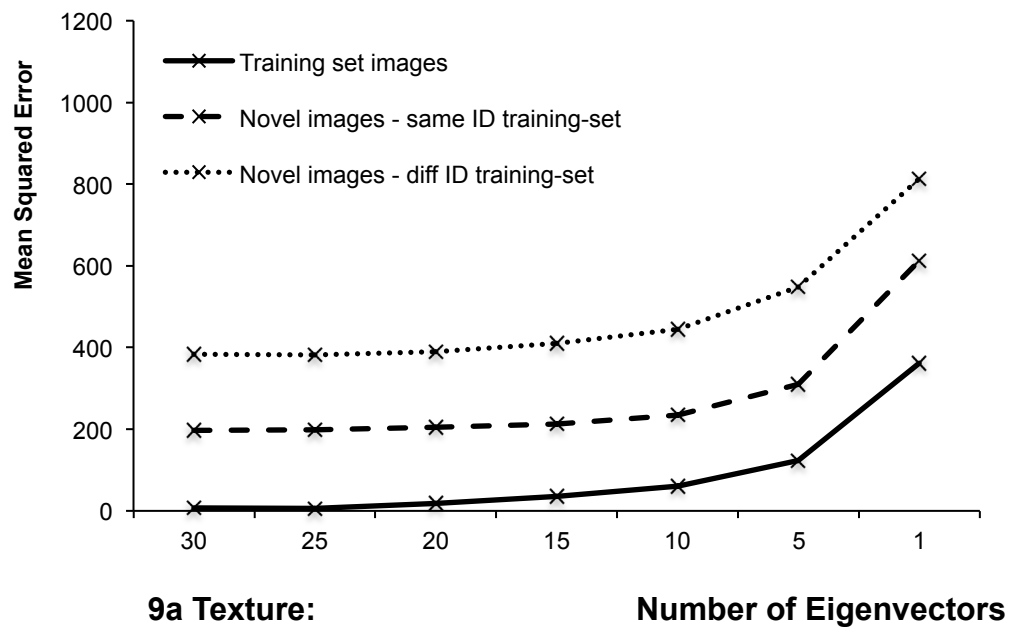 1200
1000
800
600
400
200
0
Mean Squared Error
Training set images
Novel images - same ID training-set
Novel images - diff ID training-set
30 25 20 15 10 5 1
9a Texture: Number of Eigenvectors